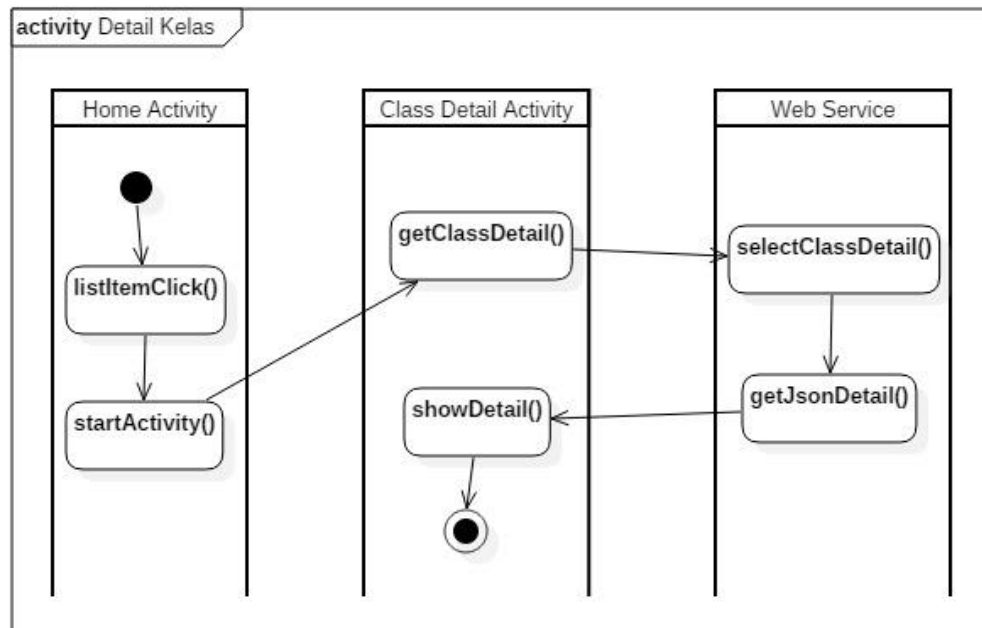 activity Detail Kelas
Home Activity
Class Detail Activity
Web Service
listItemClick()
startActivity()
getClassDetail()
showDetail()
selectClassDetail()
getJsonDetail()